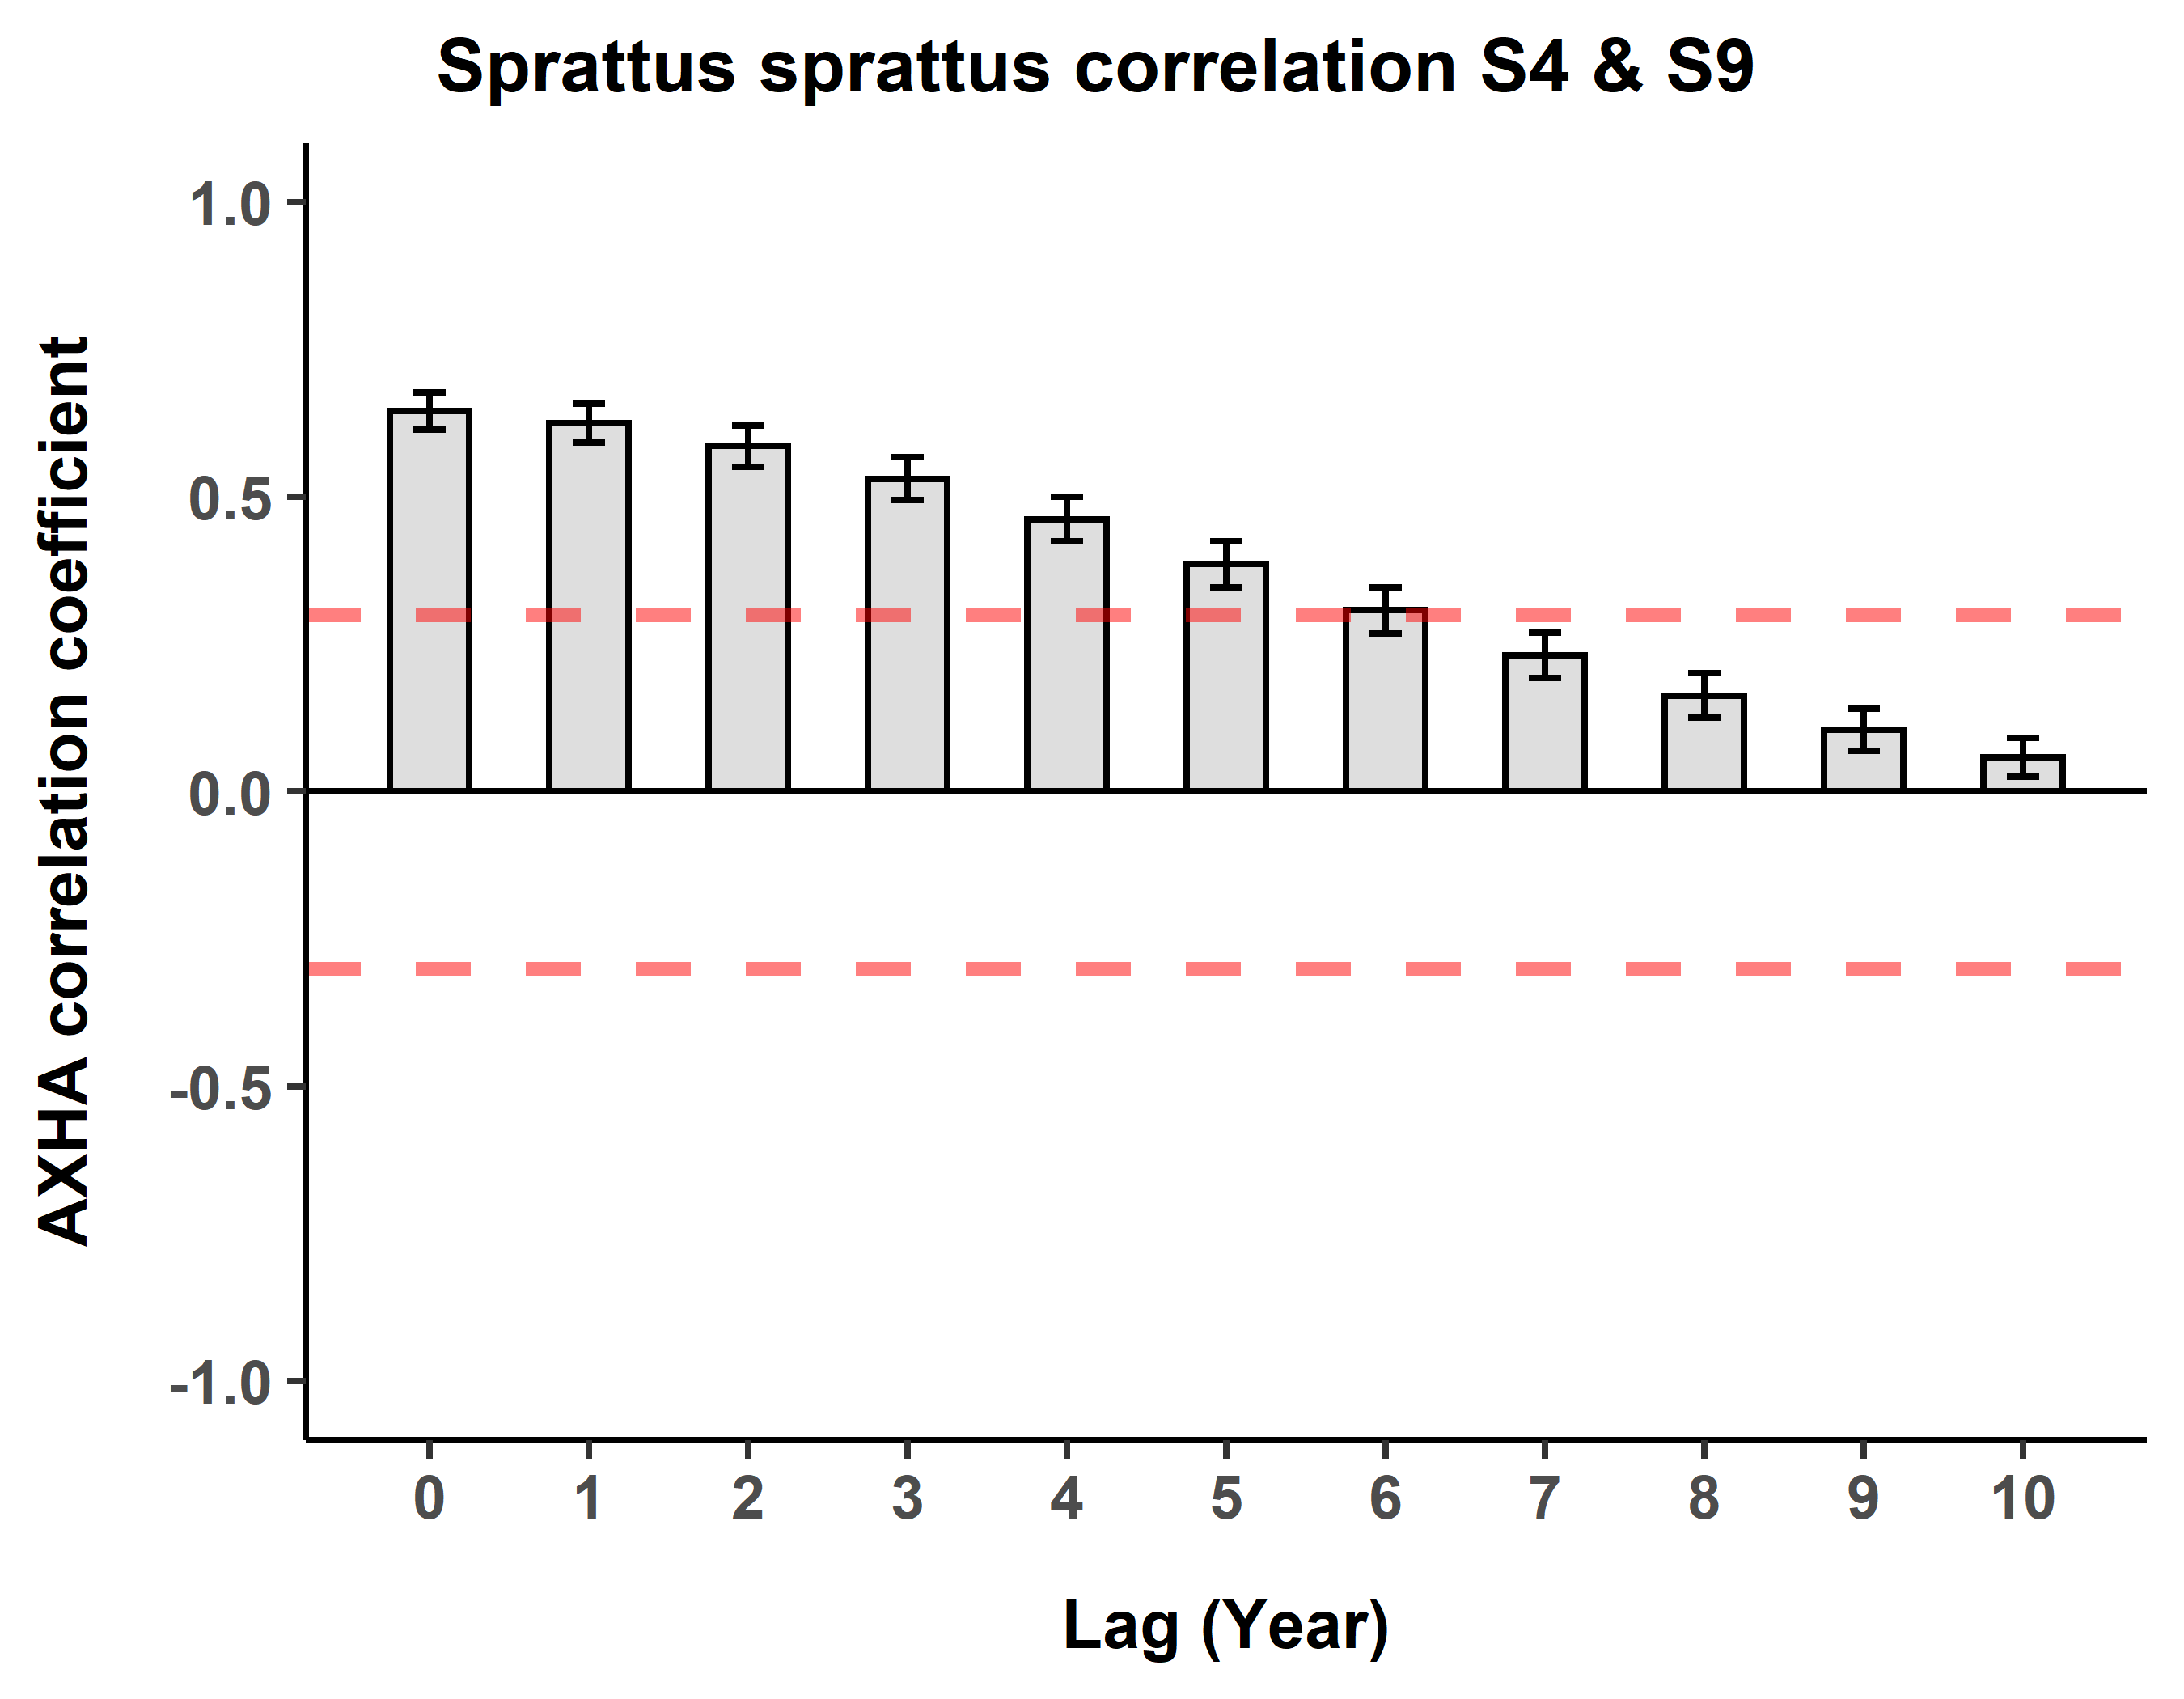 Sprattus sprattus correlation S4 & S9
AXHA correlation coefficient
1.0
0.5
0.0
-0.5
-1.0
0 1 2 3 4 5 6 7 8 9 10
Lag (Year)